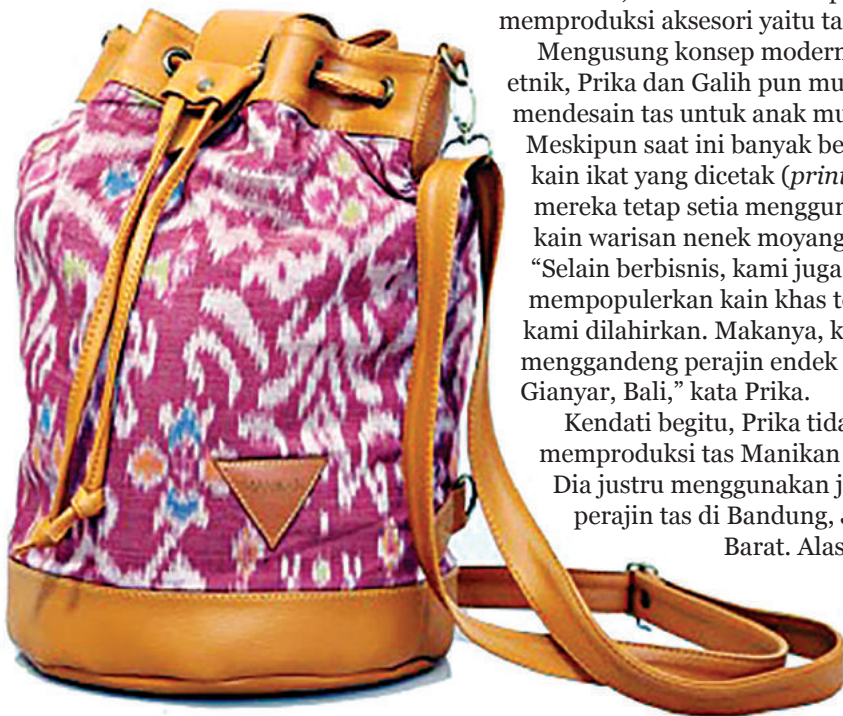 memproduksi aksesori yaitu ta
Mengusung konsep modern
etnik, Prika dan Galih pun mu
mendesain tas untuk anak mu
Meskipun saat ini banyak be
kain ikat yang dicetak (print
mereka tetap setia menggun
kain warisan nenek moyang
“Selain berbisnis, kami juga
mempopulerkan kain khas te
kami dilahirkan. Makanya, k
menggandeng perajin endek
Gianyar, Bali,” kata Prika.
Kendati begitu, Prika tida
memproduksi tas Manikan
Dia justru menggunakan j
perajin tas di Bandung,
Barat. Alas